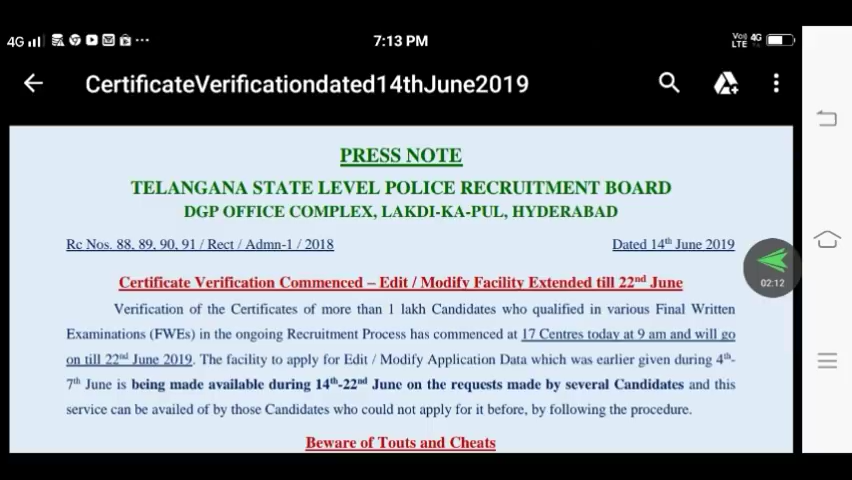 4G
7:13 PM
Vo)) 4G
LTE
CertificateVerificationdated14thJune2019
PRESS NOTE
TELANGANA STATE LEVEL POLICE RECRUITMENT BOARD
DGP OFFICE COMPLEX, LAKDI-KA-PUL, HYDERABAD
Rc Nos. 88, 89, 90, 91 / Rect / Admn-1 / 2018 Dated 14th June 2019
Certificate Verification Commenced – Edit / Modify Facility Extended till 22nd June
Verification of the Certificates of more than 1 lakh Candidates who qualified in various Final Written
Examinations (FWEs) in the ongoing Recruitment Process has commenced at 17 Centres today at 9 am and will go
on till 22nd June 2019. The facility to apply for Edit / Modify Application Data which was earlier given during 4th-
7th June is being made available during 14th-22nd June on the requests made by several Candidates and this
service can be availed of by those Candidates who could not apply for it before, by following the procedure.
Beware of Touts and Cheats
02:12